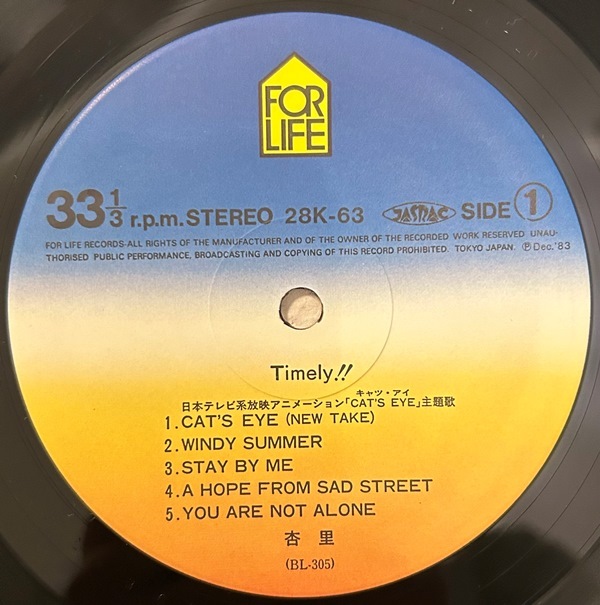 FOR
LIFE
33 1/3 r.p.m. STEREO 28K-63 JASRAC SIDE 1
FOR LIFE RECORDS-ALL RIGHTS OF THE MANUFACTURER AND OF THE OWNER OF THE RECORDED WORK RESERVED UNAU-
THORISED PUBLIC PERFORMANCE, BROADCASTING AND COPYING OF THIS RECORD PROHIBITED. TOKYO JAPAN. ℗ Dec.'83
Timely!!
キャツ・アイ
日本テレビ系放映アニメーション「CAT'S EYE」主題歌
1.CAT'S EYE (NEW TAKE)
2.WINDY SUMMER
3.STAY BY ME
4.A HOPE FROM SAD STREET
5.YOU ARE NOT ALONE
杏里
(BL-305)